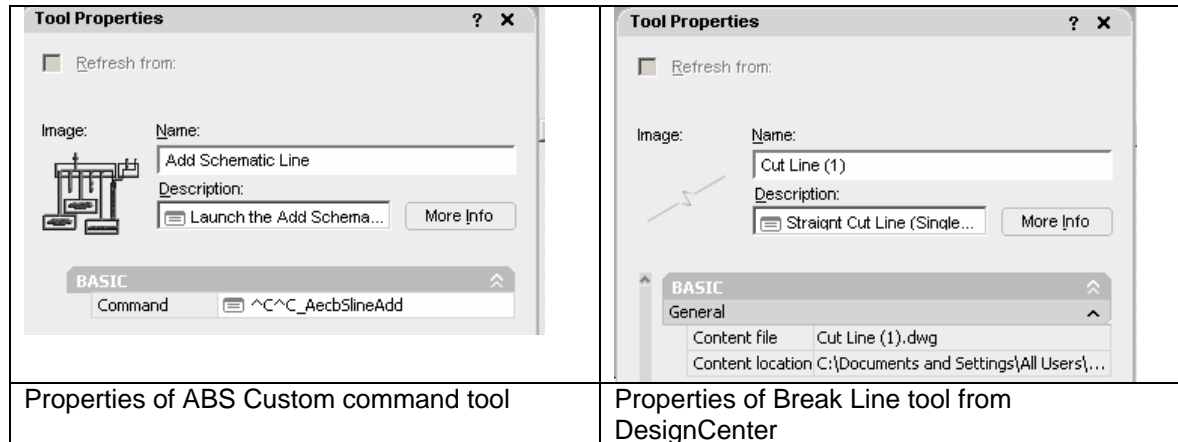 Tool Properties ? X
Refresh from:
Image: Name:
Add Schematic Line
Description:
Launch the Add Schema... More Info
BASIC
Command ^C^C_AecbSlineAdd
Properties of ABS Custom command tool
Tool Properties ? X
Refresh from:
Image: Name:
Cut Line (1)
Description:
Straignt Cut Line (Single... More Info
BASIC
General
Content file Cut Line (1).dwg
Content location C:\Documents and Settings\All Users\...
Properties of Break Line tool from
DesignCenter